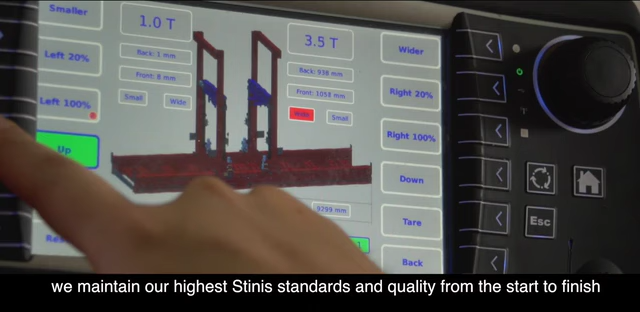 Smaller
1.0 T
3.5 T
Wider
Left 20%
Back: 1 mm
Back: 938 mm
Front: 8 mm
Front: 1058 mm
Right 20%
Small
Wide
Small
Left 100%
Right 100%
Up
Down
9299 mm
Tare
1
Back
Esc
we maintain our highest Stinis standards and quality from the start to finish